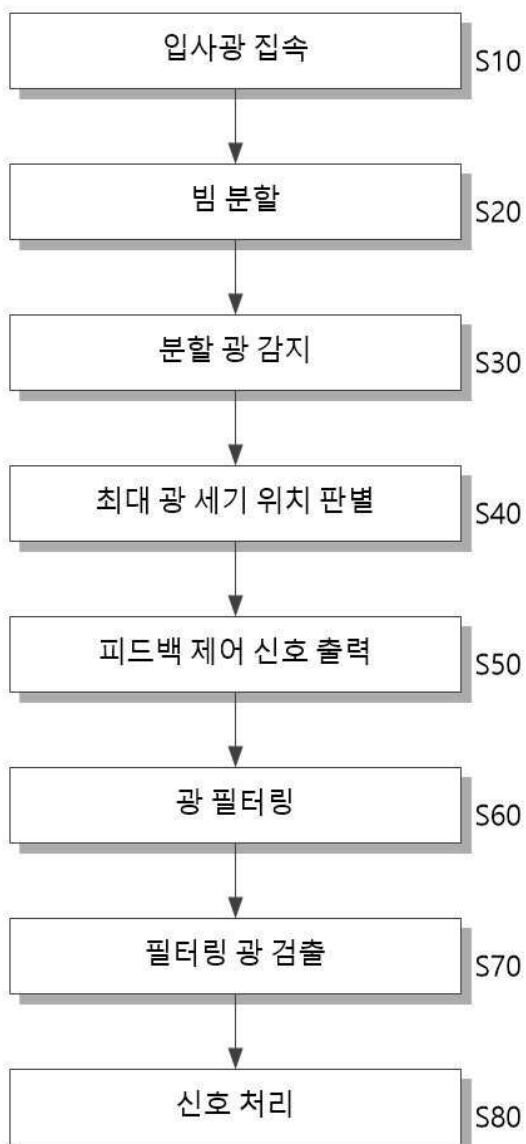 입사광 집속
S10
빔 분할
S20
분할 광 감지
S30
최대 광 세기 위치 판별
S40
피드백 제어 신호 출력
S50
광 필터링
S60
필터링 광 검출
S70
신호 처리
S80